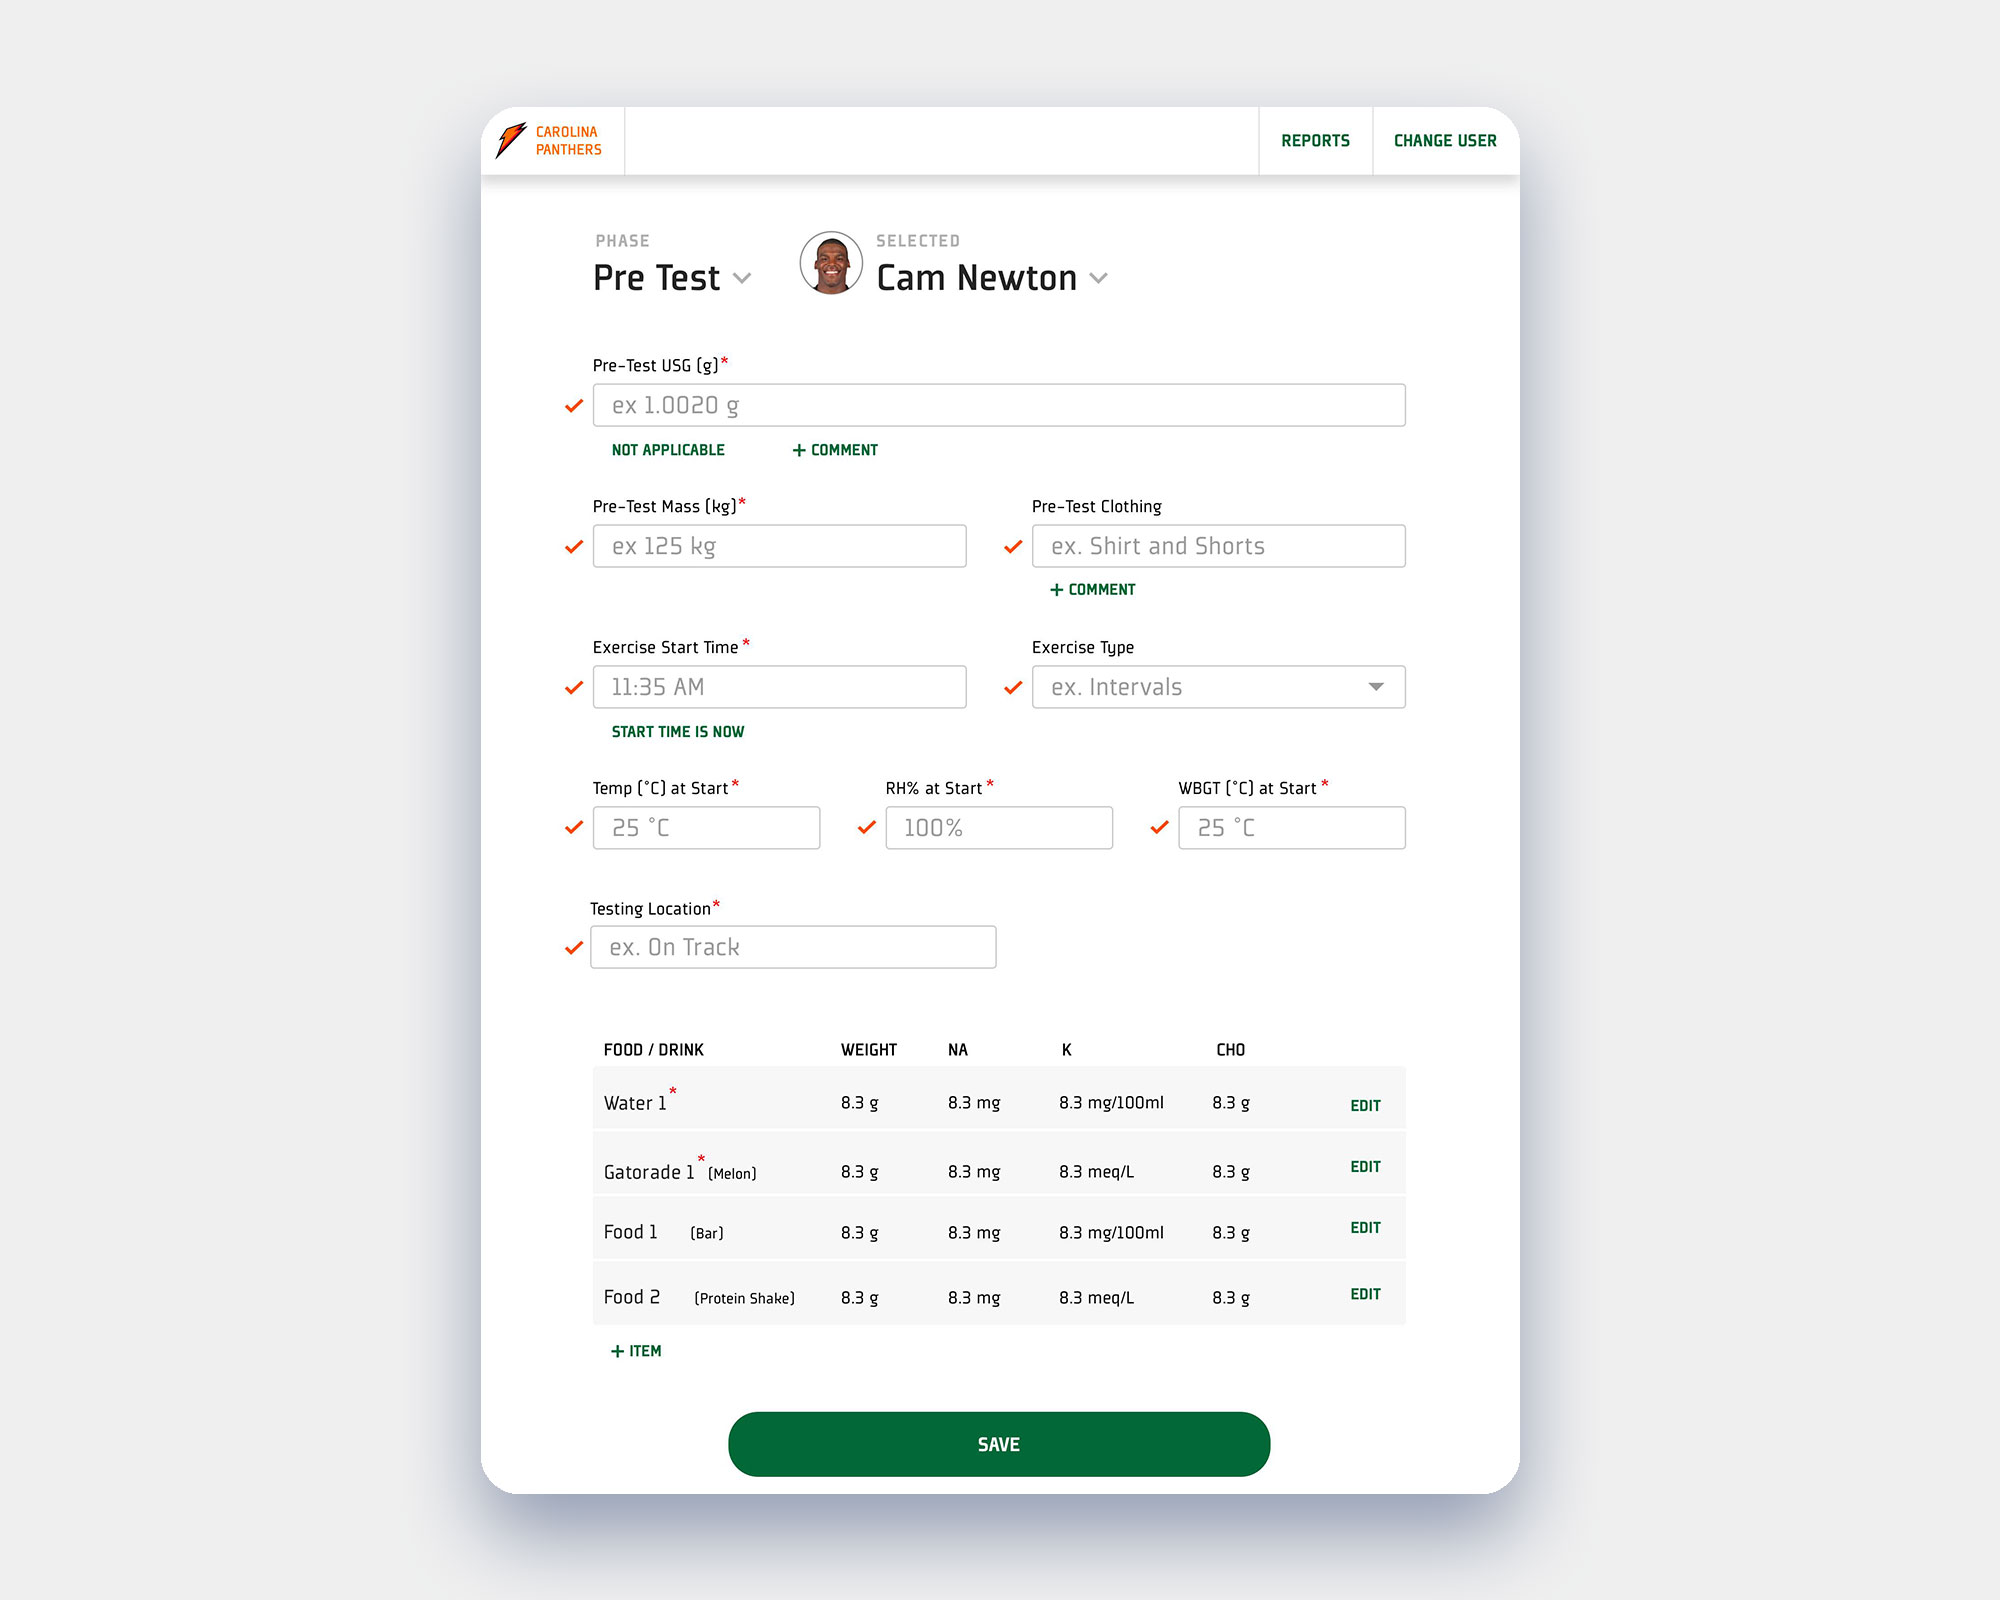 CAROLINA
PANTHERS
REPORTS
CHANGE USER
PHASE
Pre Test
SELECTED
Cam Newton
Pre-Test USG (g)*
ex 1.0020 g
NOT APPLICABLE
+ COMMENT
Pre-Test Mass (kg)*
Pre-Test Clothing
ex 125 kg
ex. Shirt and Shorts
+ COMMENT
Exercise Start Time *
Exercise Type
11:35 AM
ex. Intervals
START TIME IS NOW
Temp (°C) at Start *
RH% at Start *
WBGT (°C) at Start *
25 °C
100%
25 °C
Testing Location*
ex. On Track
FOOD / DRINK WEIGHT NA K CHO
Water 1* 8.3 g 8.3 mg 8.3 mg/100ml 8.3 g EDIT
Gatorade 1* (Melon) 8.3 g 8.3 mg 8.3 meq/L 8.3 g EDIT
Food 1 (Bar) 8.3 g 8.3 mg 8.3 mg/100ml 8.3 g EDIT
Food 2 (Protein Shake) 8.3 g 8.3 mg 8.3 meq/L 8.3 g EDIT
+ ITEM
SAVE